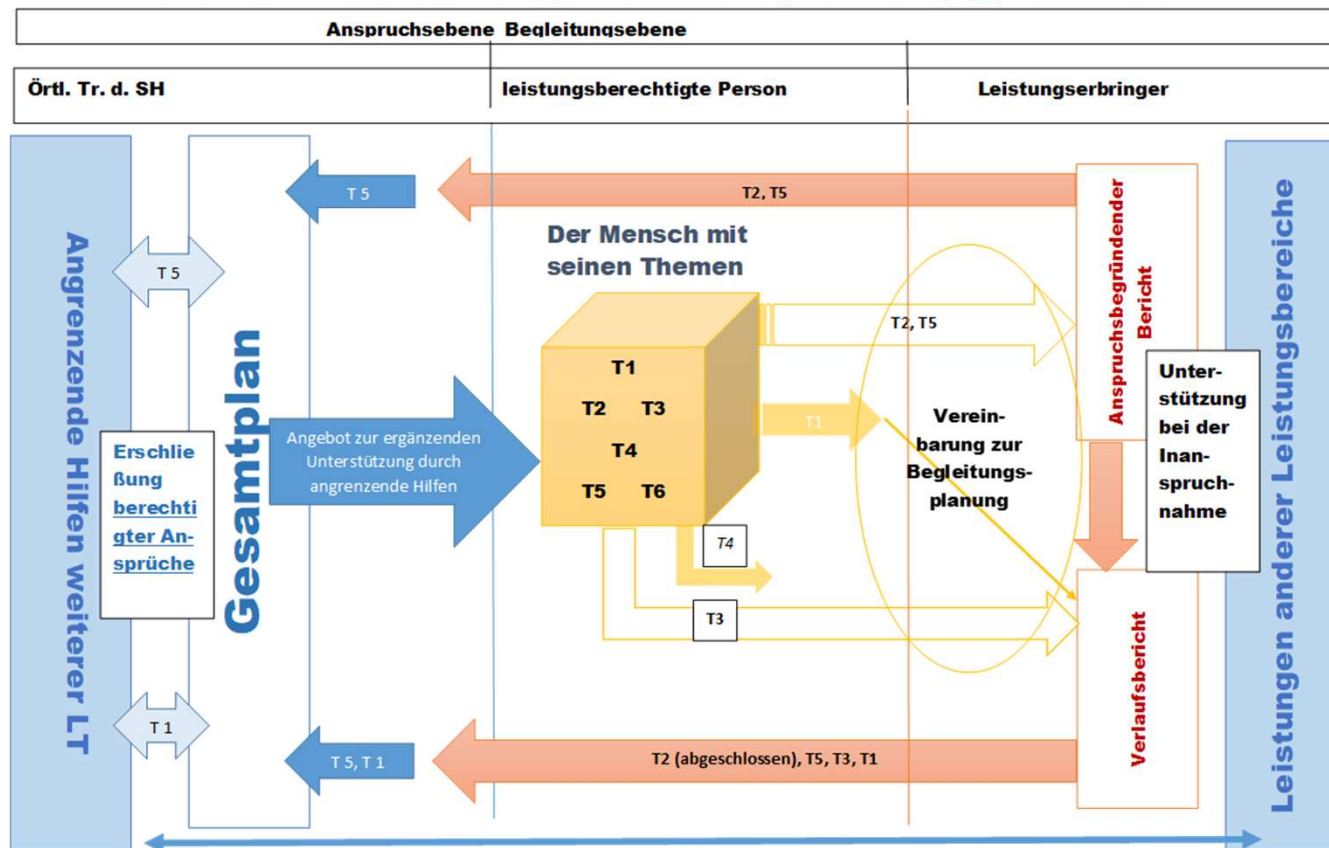 Anspruchsebene Begleitungsebene
Örtl. Tr. d. SH
leistungsberechtigte Person
Leistungserbringer
Angrenzende Hilfen weiterer LT
T 5
Erschlie
ßung
berechti
gter An-
sprüche
T 1
Gesamtplan
T 5
T2, T5
Angebot zur ergänzenden
Unterstützung durch
angrenzende Hilfen
Der Mensch mit
seinen Themen
T1
T2 T3
T4
T5 T6
T2, T5
T1
T4
T3
Verein-
barung zur
Begleitungs-
planung
Anspruchsbegründender
Bericht
Unter-
stützung
bei der
Inan-
spruch-
nahme
Verlaufsbericht
T 5, T 1
T2 (abgeschlossen), T5, T3, T1
Leistungen anderer Leistungsbereiche